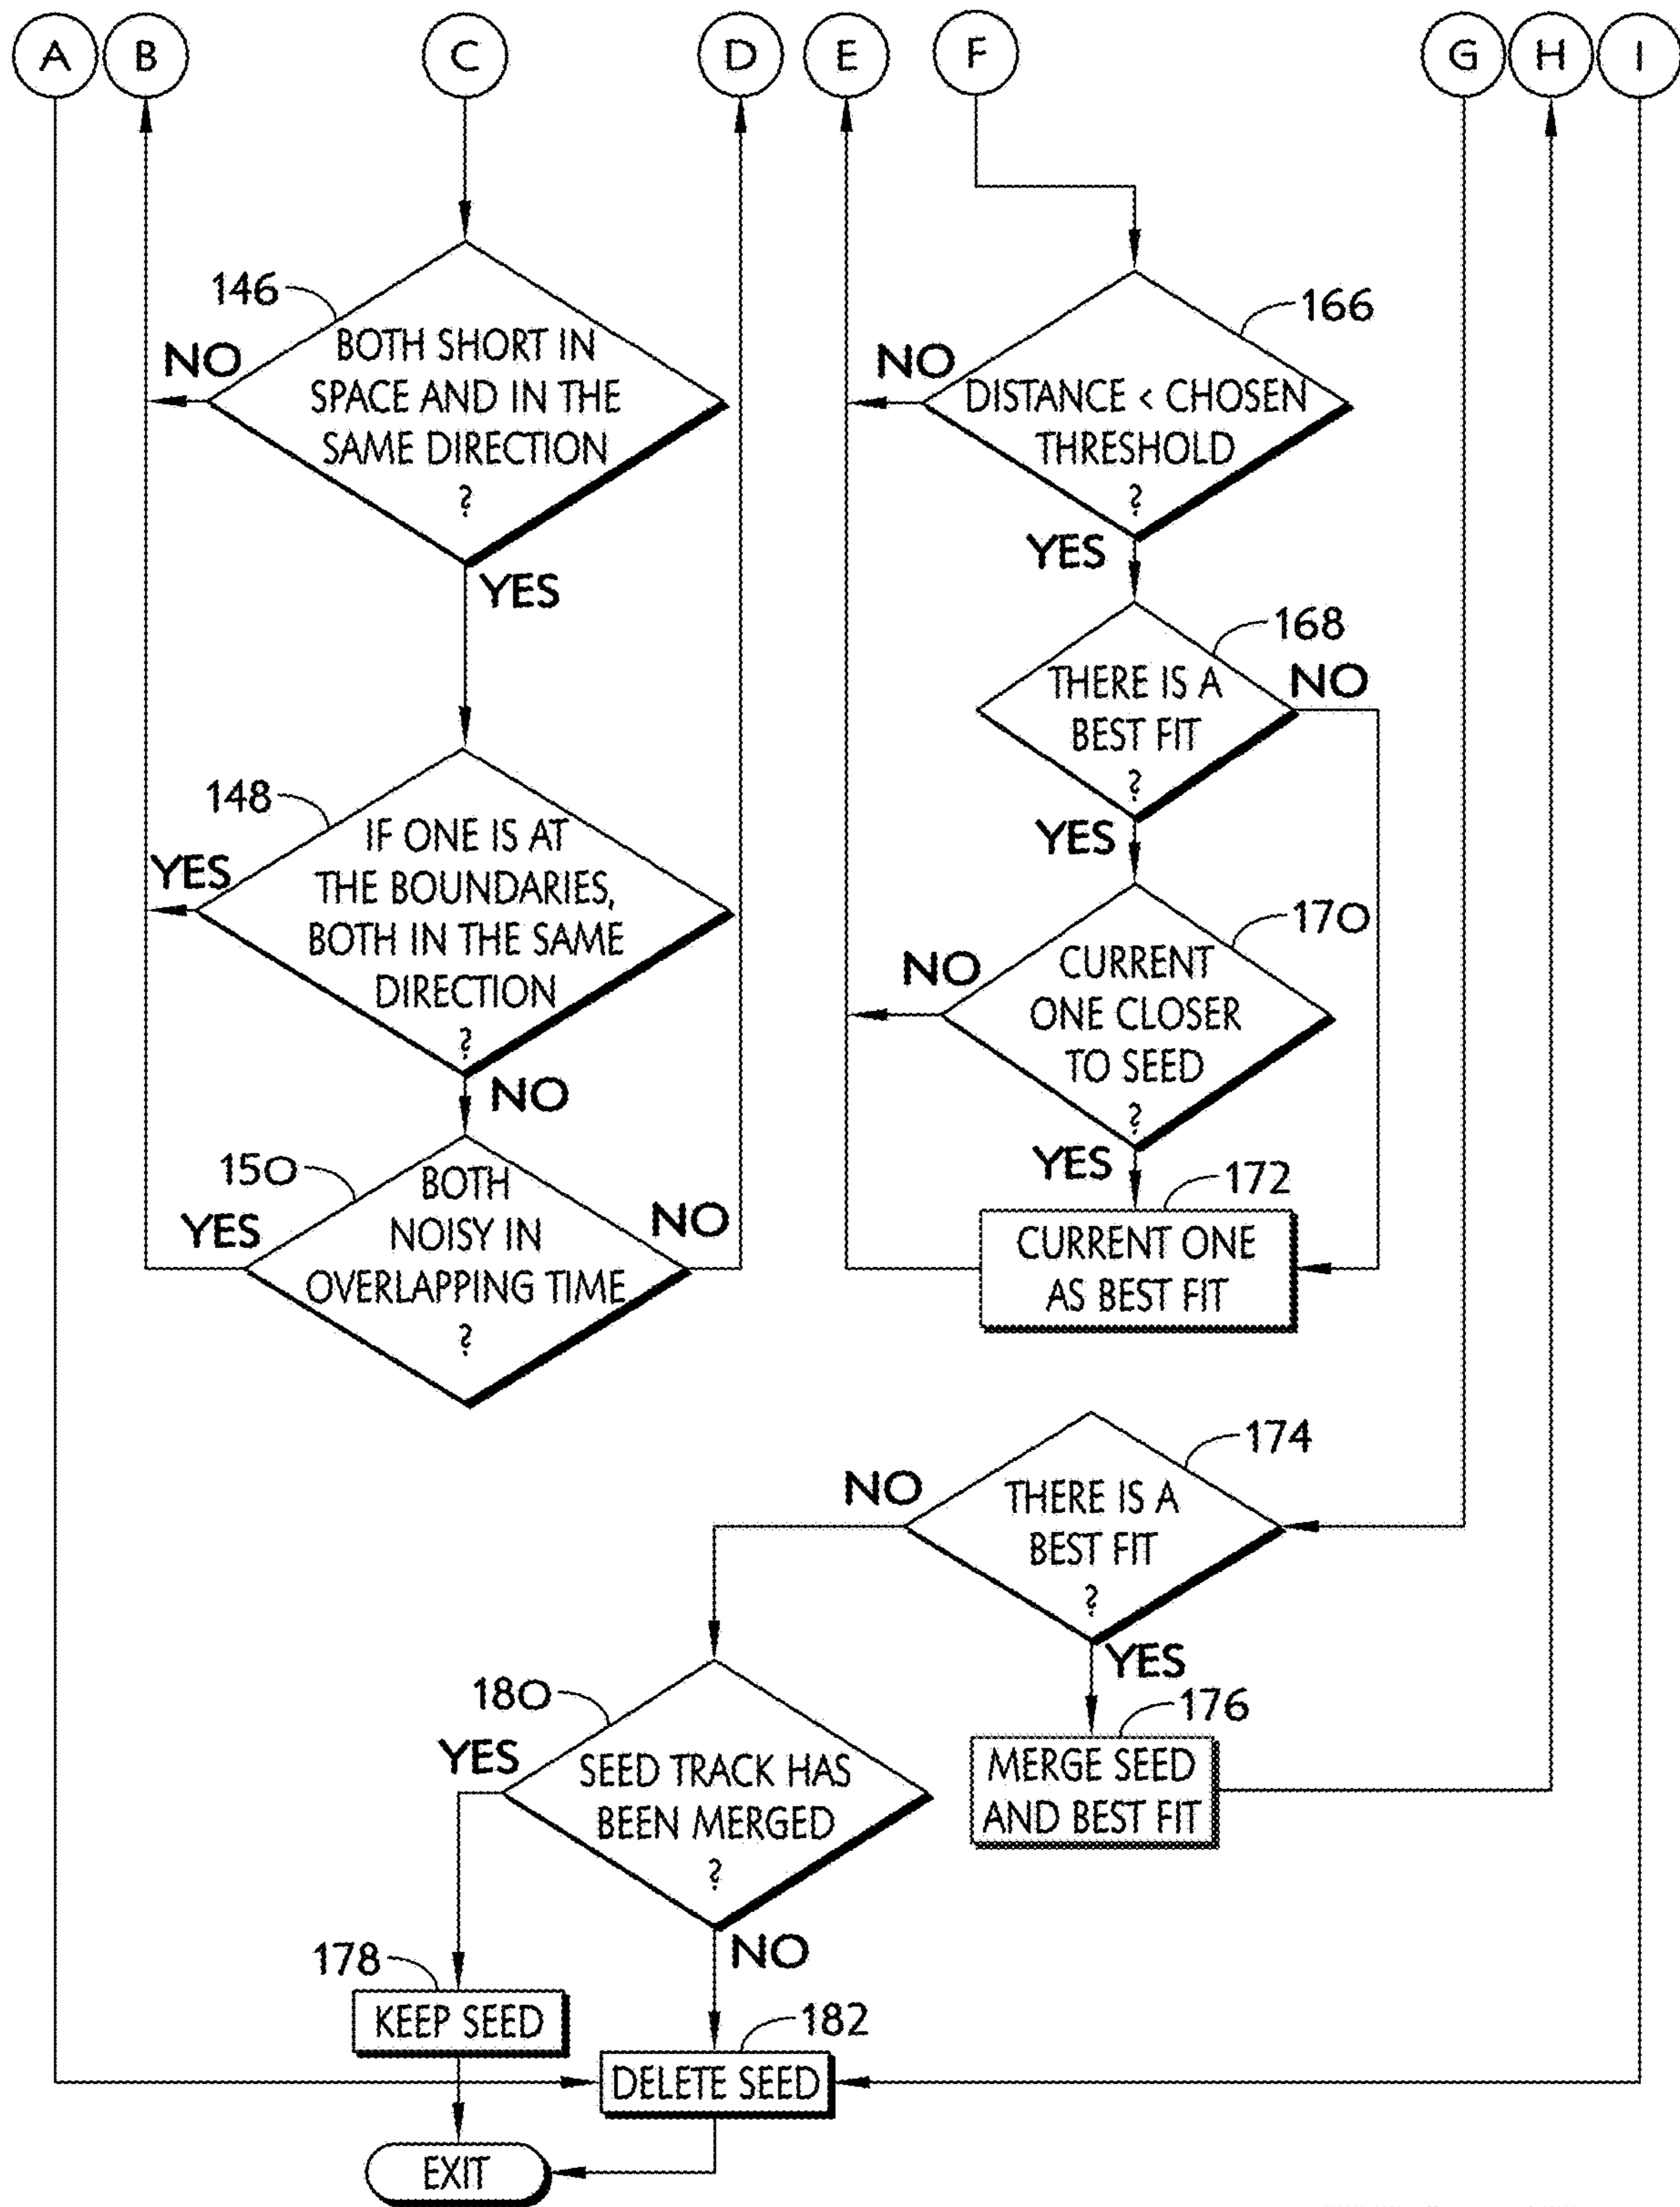 A B C D E F G H I
146
BOTH SHORT IN
SPACE AND IN THE
SAME DIRECTION
?
NO
YES
148
IF ONE IS AT
THE BOUNDARIES,
BOTH IN THE SAME
DIRECTION
?
YES
NO
150
BOTH
NOISY IN
OVERLAPPING TIME
?
YES
NO
166
DISTANCE < CHOSEN
THRESHOLD
?
NO
YES
168
THERE IS A
BEST FIT
?
NO
YES
170
CURRENT
ONE CLOSER
TO SEED
?
NO
YES
172
CURRENT ONE
AS BEST FIT
174
THERE IS A
BEST FIT
?
NO
YES
176
MERGE SEED
AND BEST FIT
180
SEED TRACK HAS
BEEN MERGED
?
YES
NO
178
KEEP SEED
182
DELETE SEED
EXIT